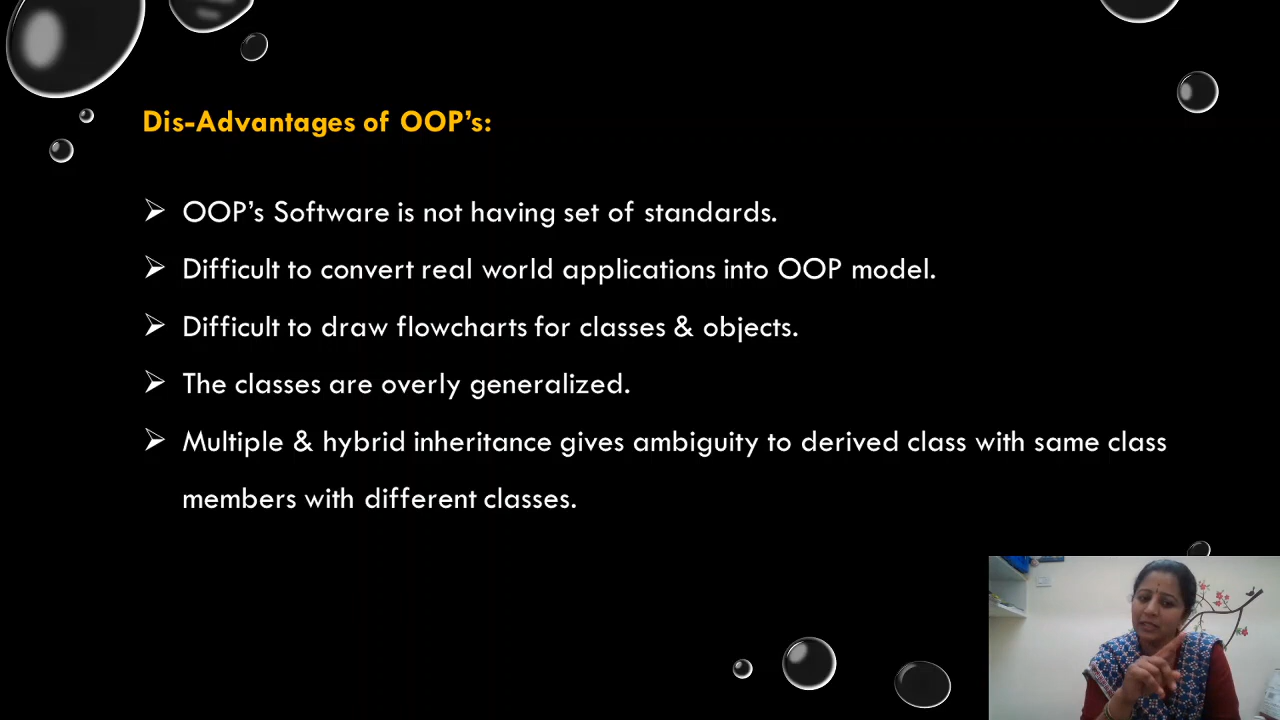 Dis-Advantages of OOP's:
➢ OOP's Software is not having set of standards.
➢ Difficult to convert real world applications into OOP model.
➢ Difficult to draw flowcharts for classes & objects.
➢ The classes are overly generalized.
➢ Multiple & hybrid inheritance gives ambiguity to derived class with same class
members with different classes.